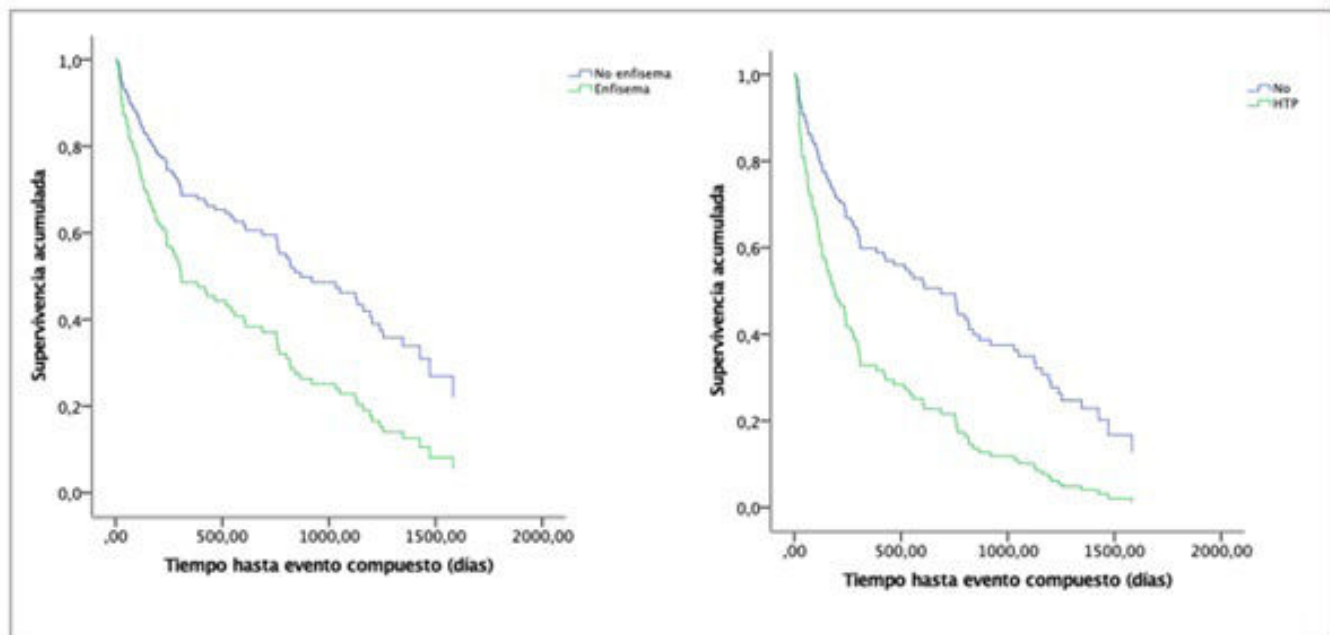 No enfisema
Enfisema
1,0
0,8
0,6
0,4
0,2
0,0
Supervivencia acumulada
,00
500,00
1000,00
1500,00
2000,00
Tiempo hasta evento compuesto (días)
No
HTP
1,0
0,8
0,6
0,4
0,2
0,0
Supervivencia acumulada
,00
500,00
1000,00
1500,00
2000,00
Tiempo hasta evento compuesto (días)